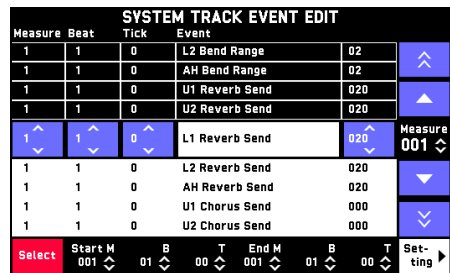 SYSTEM TRACK EVENT EDIT
Measure Beat Tick Event
1 1 0 L2 Bend Range 02
1 1 0 AH Bend Range 02
1 1 0 U1 Reverb Send 020
1 1 0 U2 Reverb Send 020
1 1 0 L1 Reverb Send 020
Measure
001
1 1 0 L2 Reverb Send 020
1 1 0 AH Reverb Send 020
1 1 0 U1 Chorus Send 000
1 1 0 U2 Chorus Send 000
Select Start M B T End M B T Set-
001 01 00 001 01 00 ting